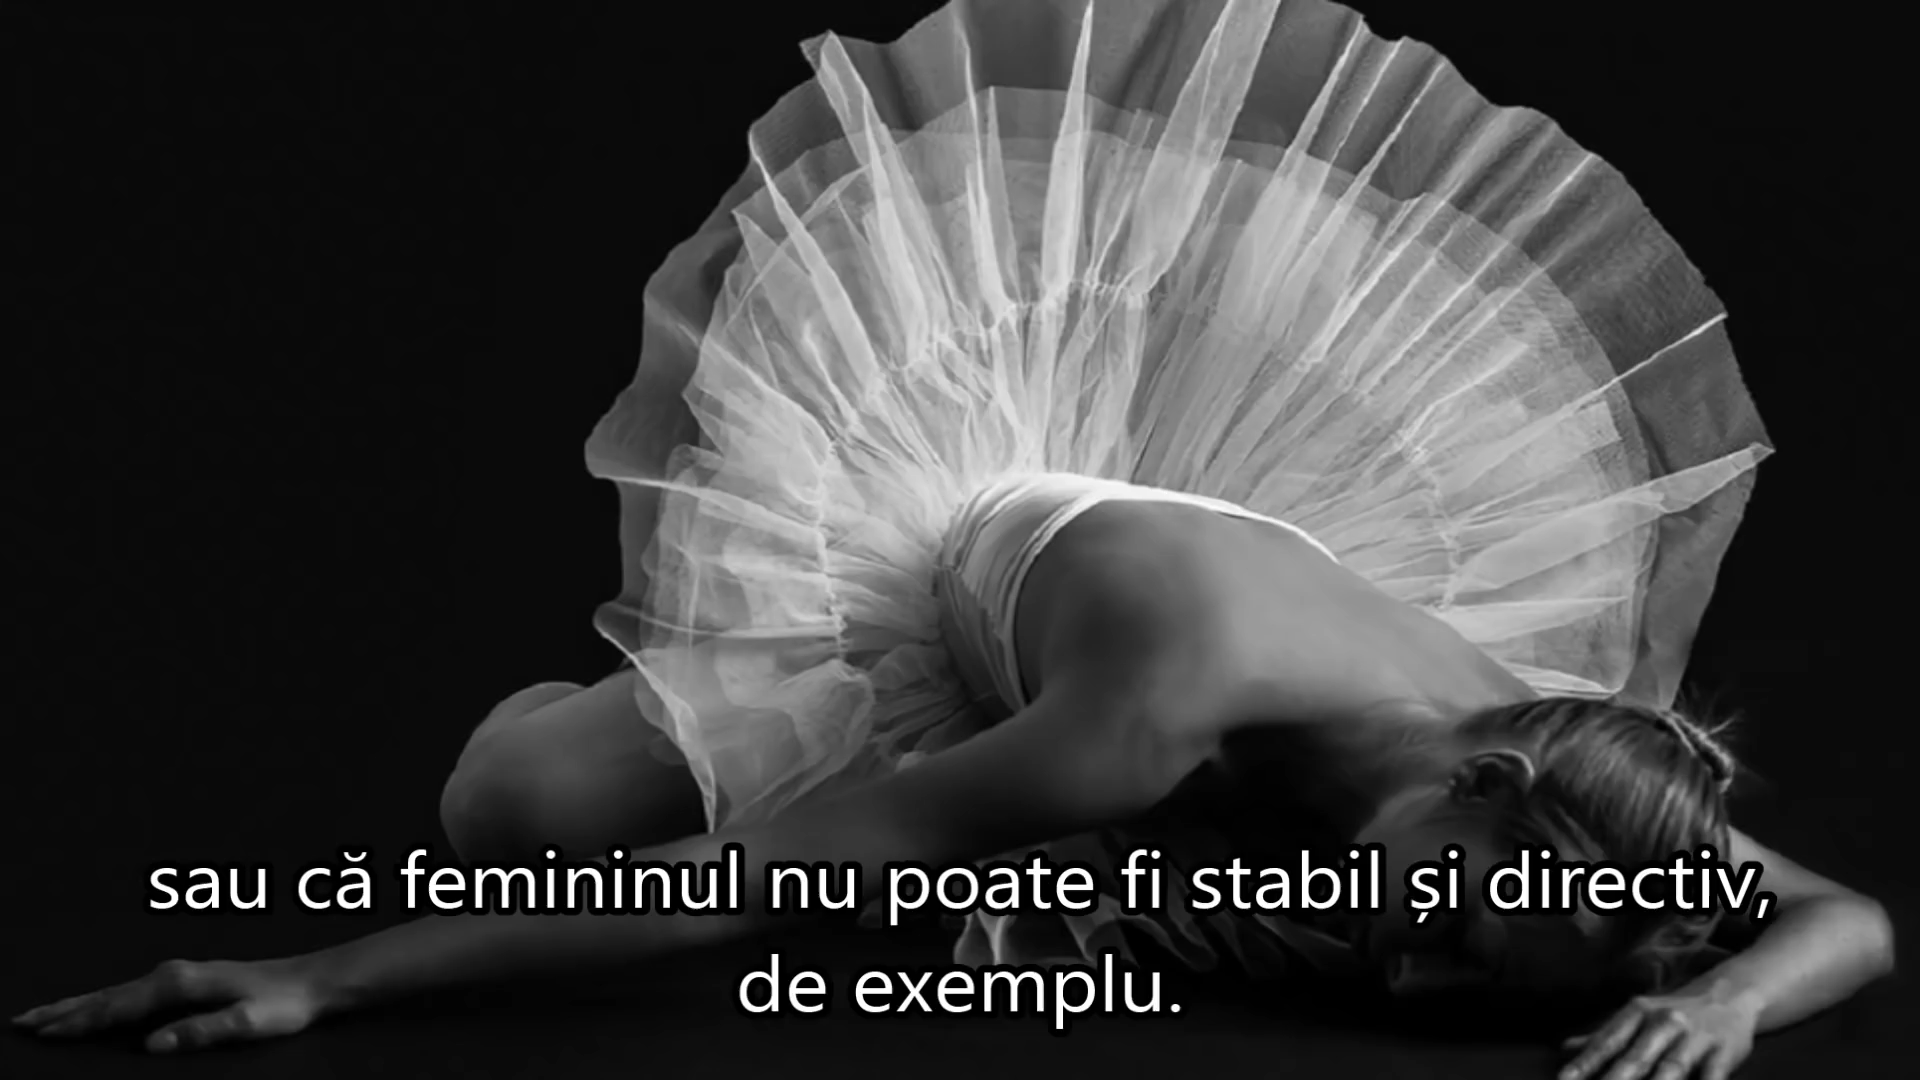 sau că femininul nu poate fi stabil și directiv,
de exemplu.